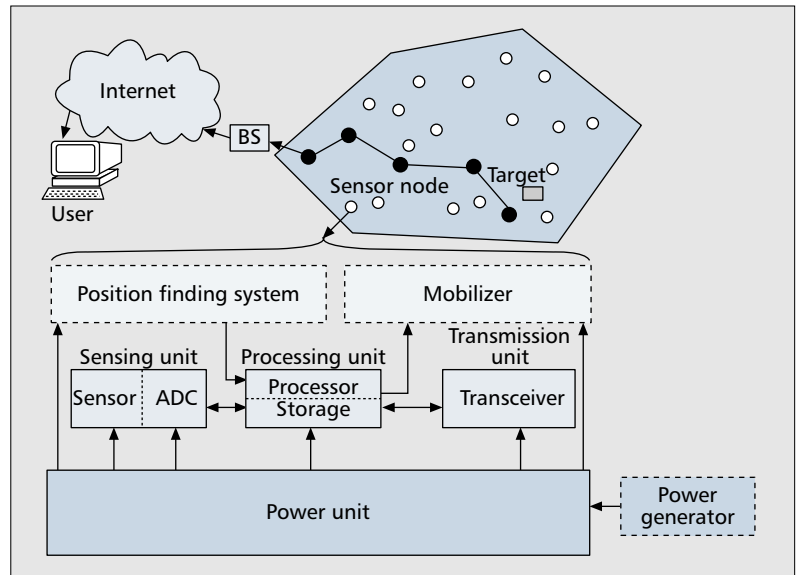 Internet
BS
User
Sensor node
Target
Position finding system
Mobilizer
Sensing unit
Processing unit
Transmission
unit
Sensor
ADC
Processor
Storage
Transceiver
Power unit
Power
generator